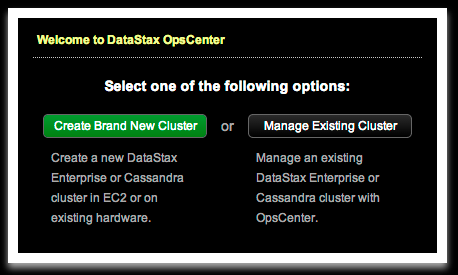 Welcome to DataStax OpsCenter
Select one of the following options:
Create Brand New Cluster or Manage Existing Cluster
Create a new DataStax
Enterprise or Cassandra
cluster in EC2 or on
existing hardware.
Manage an existing
DataStax Enterprise or
Cassandra cluster with
OpsCenter.